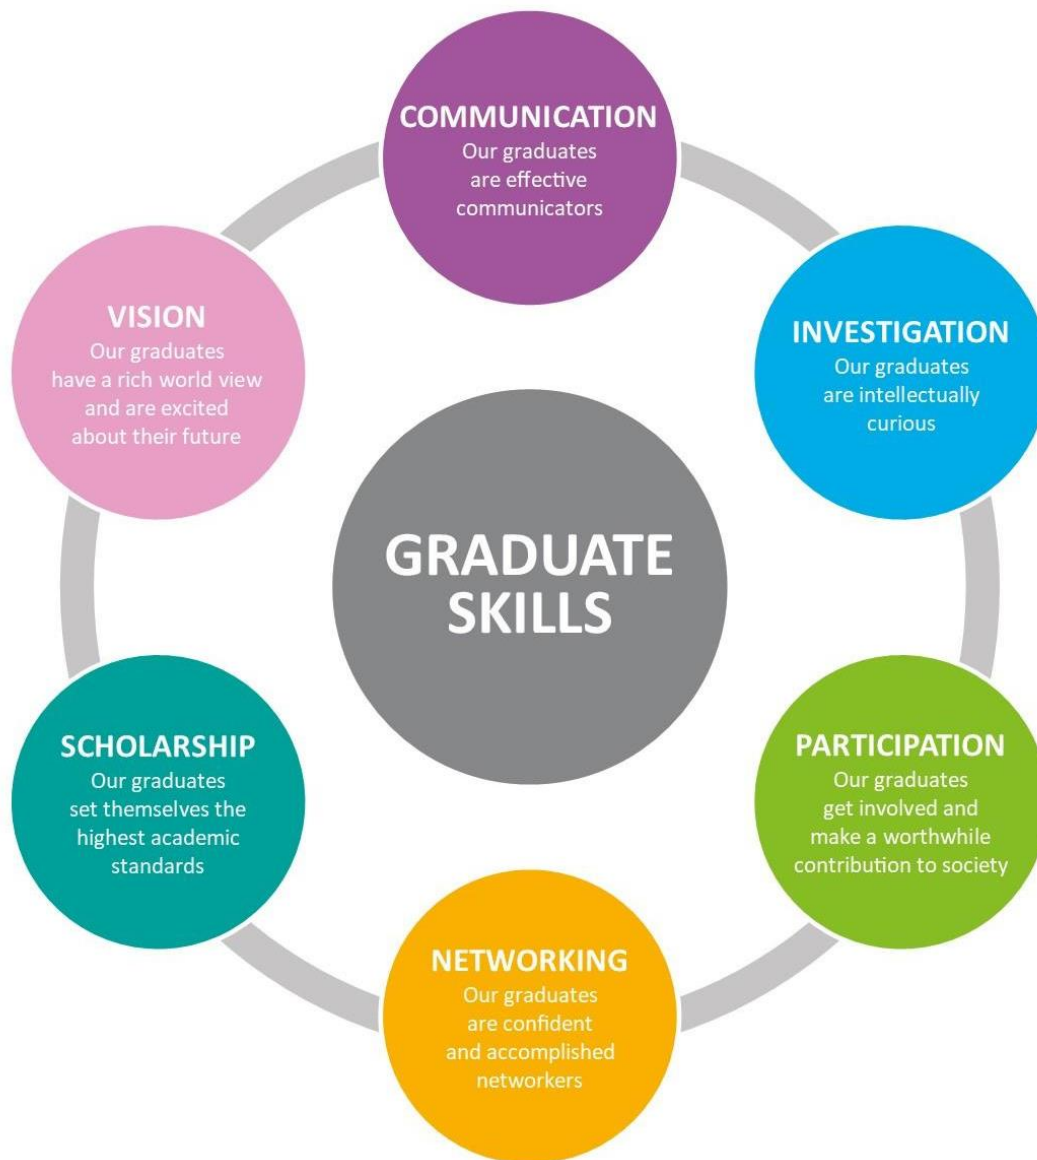 COMMUNICATION
Our graduates
are effective
communicators
INVESTIGATION
Our graduates
are intellectually
curious
PARTICIPATION
Our graduates
get involved and
make a worthwhile
contribution to society
NETWORKING
Our graduates
are confident
and accomplished
networkers
SCHOLARSHIP
Our graduates
set themselves the
highest academic
standards
VISION
Our graduates
have a rich world view
and are excited
about their future
GRADUATE
SKILLS